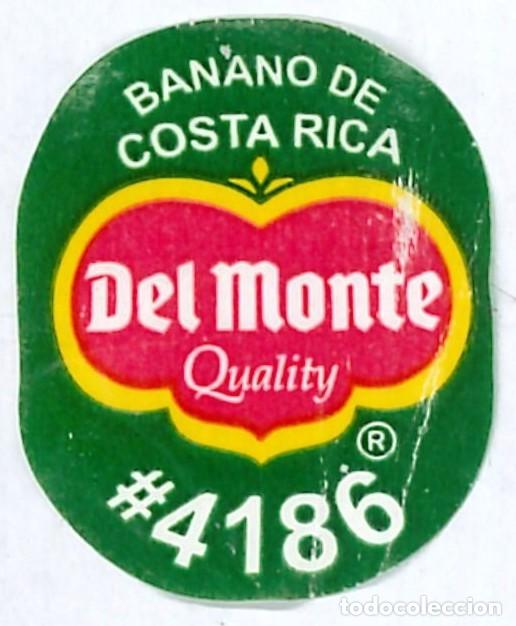 BANANO DE
COSTA RICA
Del Monte
Quality
®
#4186
todocoleccion